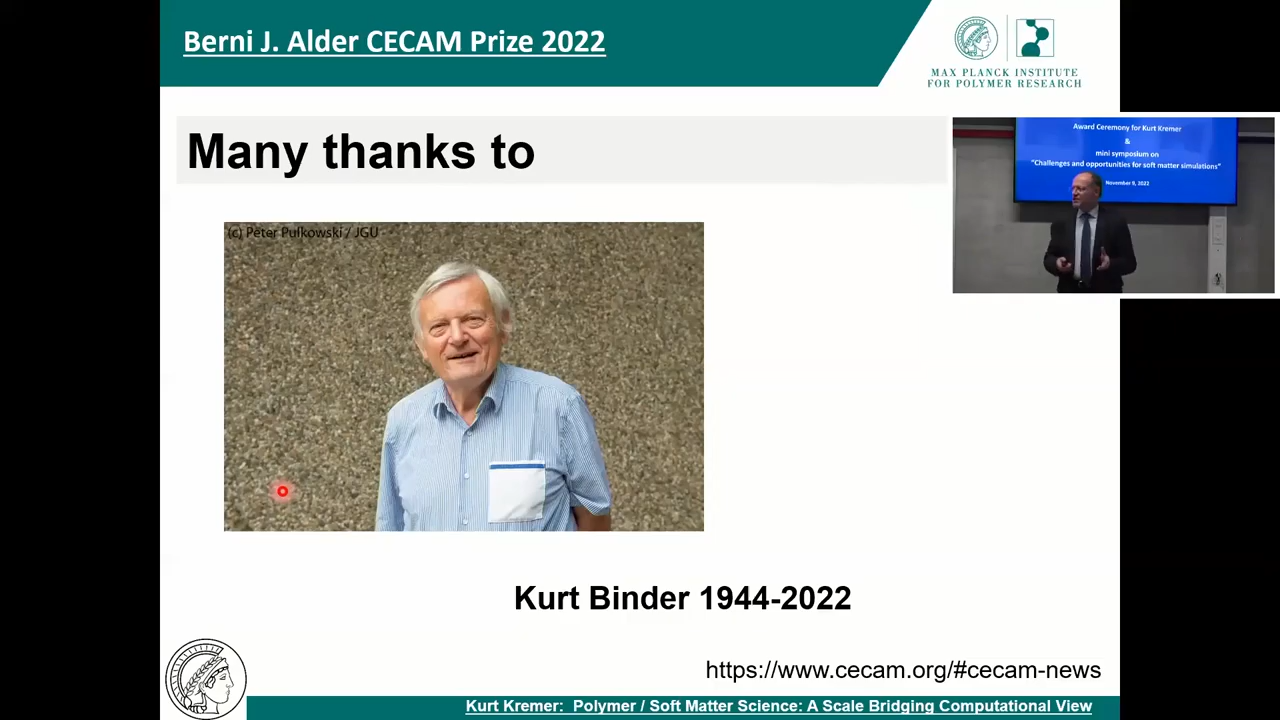 Berni J. Alder CECAM Prize 2022
MAX PLANCK INSTITUTE
FOR POLYMER RESEARCH
Many thanks to
Award Ceremony for Kurt Kremer
&
mini symposium on
"Challenges and opportunities for soft matter simulations"
November 9, 2022
(c) Peter Pulkowski / JGU
Kurt Binder 1944-2022
https://www.cecam.org/#cecam-news
Kurt Kremer: Polymer / Soft Matter Science: A Scale Bridging Computational View